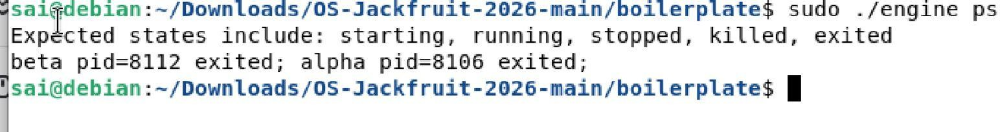 sai@debian:~/Downloads/OS-Jackfruit-2026-main/boilerplate$ sudo ./engine ps
Expected states include: starting, running, stopped, killed, exited
beta pid=8112 exited; alpha pid=8106 exited;
sai@debian:~/Downloads/OS-Jackfruit-2026-main/boilerplate$